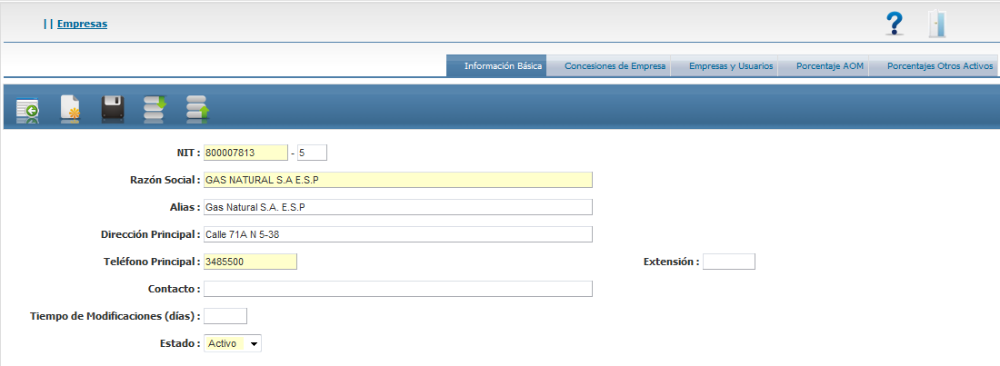 || Empresas
Información Básica Concesiones de Empresa Empresas y Usuarios Porcentaje AOM Porcentajes Otros Activos
NIT : 800007813 - 5
Razón Social : GAS NATURAL S.A E.S.P
Alias : Gas Natural S.A. E.S.P
Dirección Principal : Calle 71A N 5-38
Teléfono Principal : 3485500 Extensión :
Contacto :
Tiempo de Modificaciones (días) :
Estado : Activo